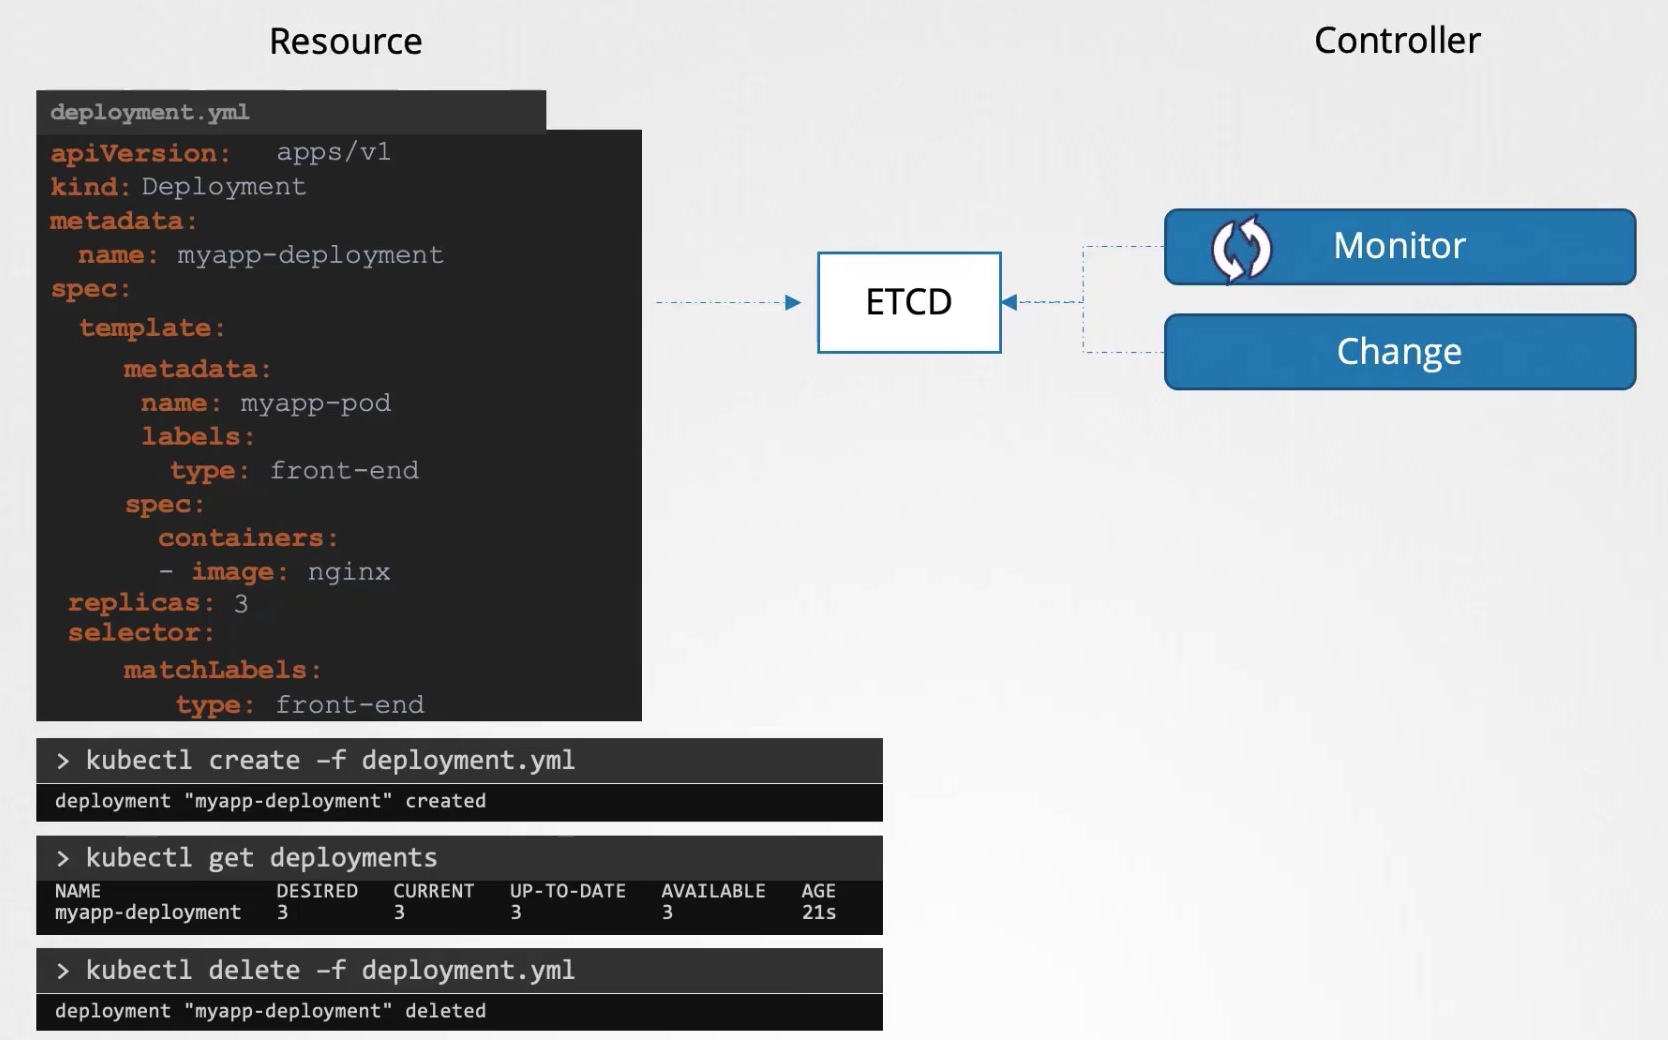 Resource
Controller
deployment.yml
apiVersion: apps/v1
kind: Deployment
metadata:
name: myapp-deployment
spec:
template:
metadata:
name: myapp-pod
labels:
type: front-end
spec:
containers:
- image: nginx
replicas: 3
selector:
matchLabels:
type: front-end
ETCD
Monitor
Change
> kubectl create -f deployment.yml
deployment "myapp-deployment" created
> kubectl get deployments
NAME DESIRED CURRENT UP-TO-DATE AVAILABLE AGE
myapp-deployment 3 3 3 3 21s
> kubectl delete -f deployment.yml
deployment "myapp-deployment" deleted